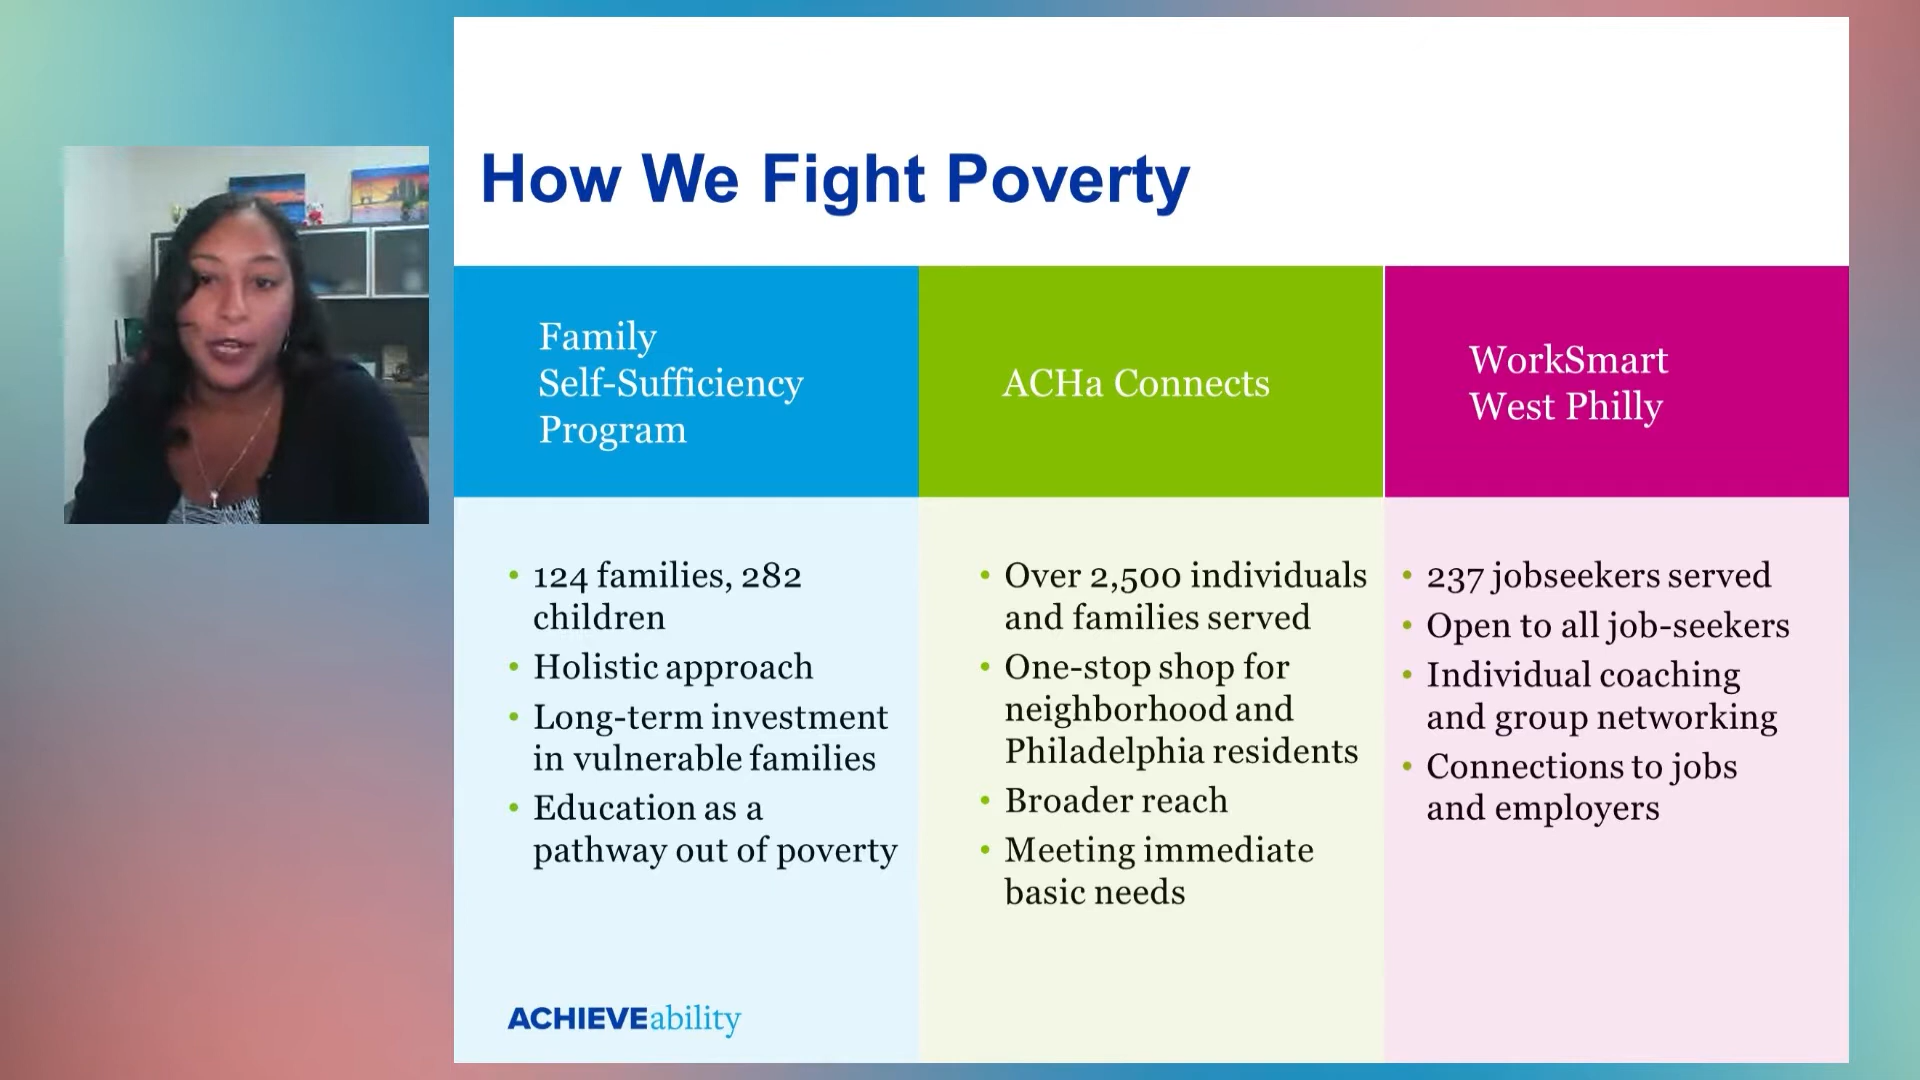 How We Fight Poverty
Family
Self-Sufficiency
Program
• 124 families, 282
children
• Holistic approach
• Long-term investment
in vulnerable families
• Education as a
pathway out of poverty
ACHa Connects
• Over 2,500 individuals
and families served
• One-stop shop for
neighborhood and
Philadelphia residents
• Broader reach
• Meeting immediate
basic needs
WorkSmart
West Philly
• 237 jobseekers served
• Open to all job-seekers
• Individual coaching
and group networking
• Connections to jobs
and employers
ACHIEVEability